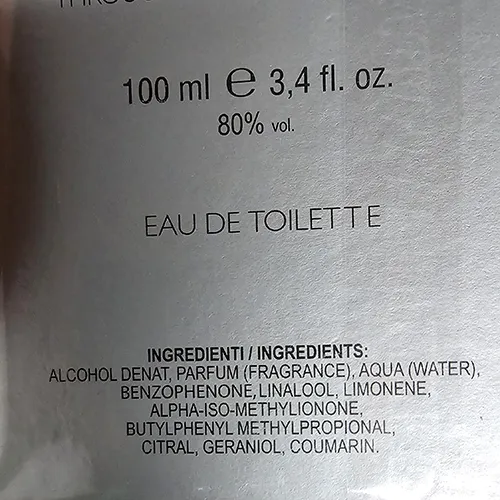 100 ml ℮ 3,4 fl. oz.
80% vol.
EAU DE TOILETTE
INGREDIENTI / INGREDIENTS:
ALCOHOL DENAT, PARFUM (FRAGRANCE), AQUA (WATER),
BENZOPHENONE, LINALOOL, LIMONENE,
ALPHA-ISO-METHYLIONONE,
BUTYLPHENYL METHYLPROPIONAL,
CITRAL, GERANIOL, COUMARIN.